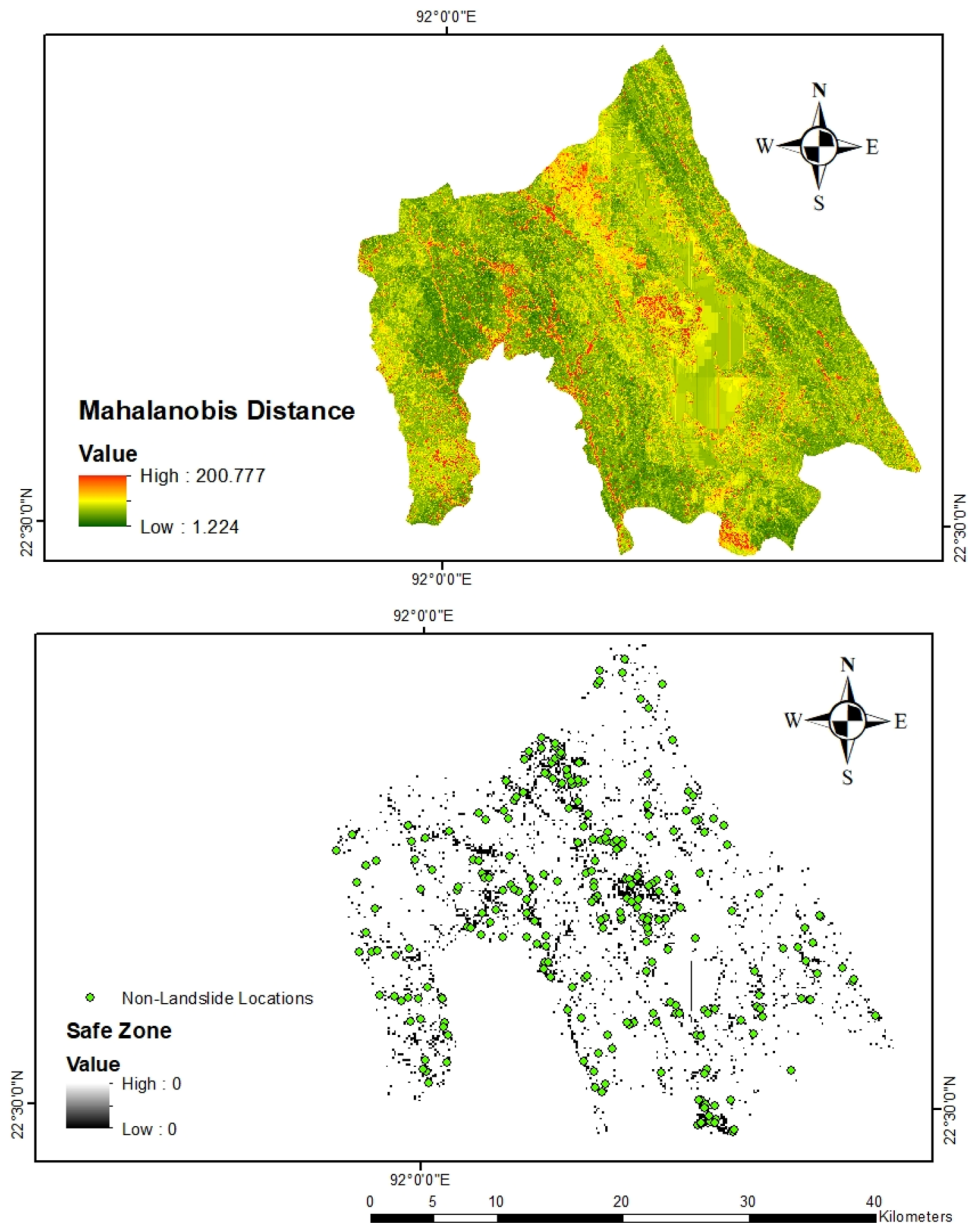 92°0'0"E
N
W E
S
Mahalanobis Distance
Value
High : 200.777
Low : 1.224
22°30'0"N
22°30'0"N
92°0'0"E
92°0'0"E
N
W E
S
Non-Landslide Locations
Safe Zone
Value
High : 0
Low : 0
22°30'0"N
22°30'0"N
92°0'0"E
0 5 10 20 30 40
Kilometers